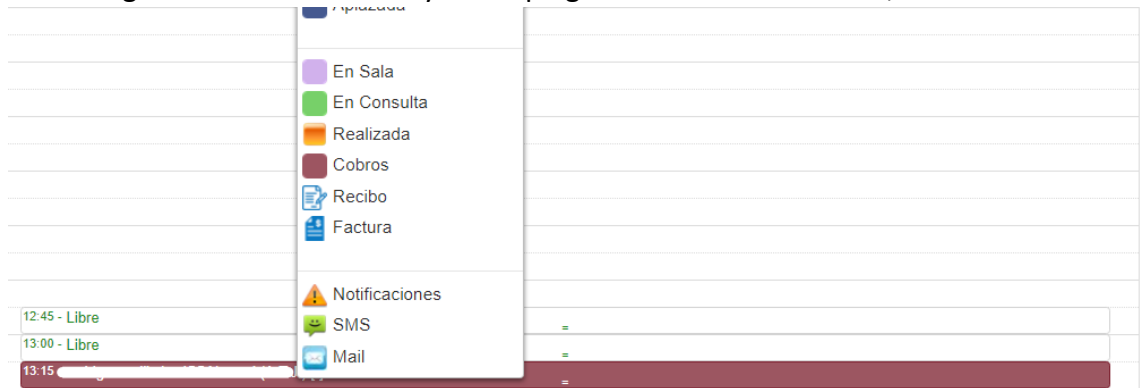 Aplazada
En Sala
En Consulta
Realizada
Cobros
Recibo
Factura
Notificaciones
12:45 - Libre
SMS
=
13:00 - Libre
=
Mail
13:15
=